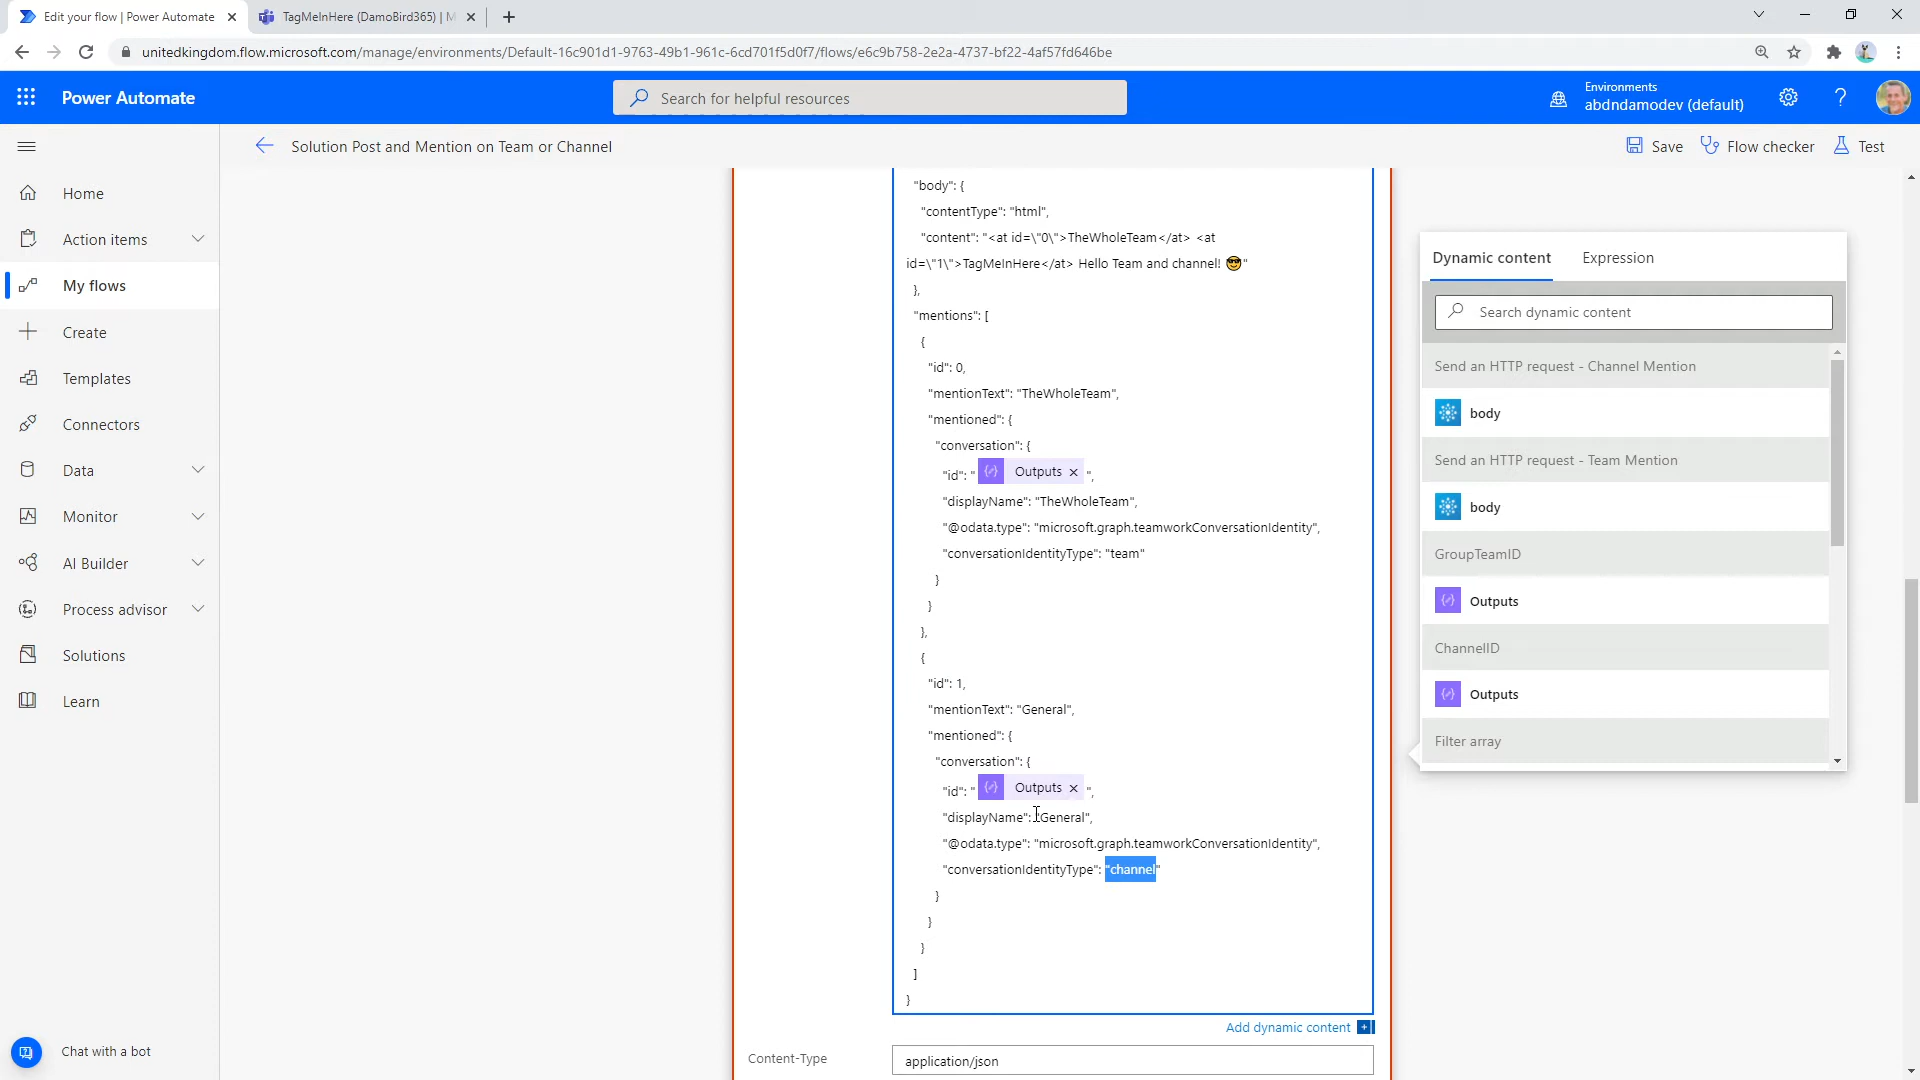 Edit your flow | Power Automate
TagMeInHere (DamoBird365) | M
unitedkingdom.flow.microsoft.com/manage/environments/Default-16c901d1-9763-49b1-961c-6cd701f5d0f7/flows/e6c9b758-2e2a-4737-bf22-4af57fd646be
Power Automate
Search for helpful resources
Environments
abdndamodev (default)
Solution Post and Mention on Team or Channel
Save
Flow checker
Test
Home
Action items
My flows
Create
Templates
Connectors
Data
Monitor
AI Builder
Process advisor
Solutions
Learn
Chat with a bot
"body": {
"contentType": "html",
"content": "<at id=\"0\">TheWholeTeam</at> <at
id=\"1\">TagMeInHere</at> Hello Team and channel! 😎"
},
"mentions": [
{
"id": 0,
"mentionText": "TheWholeTeam",
"mentioned": {
"conversation": {
"id": " Outputs × ",
"displayName": "TheWholeTeam",
"@odata.type": "microsoft.graph.teamworkConversationIdentity",
"conversationIdentityType": "team"
}
}
},
{
"id": 1,
"mentionText": "General",
"mentioned": {
"conversation": {
"id": " Outputs × ",
"displayName": "General",
"@odata.type": "microsoft.graph.teamworkConversationIdentity",
"conversationIdentityType": "channel"
}
}
}
]
}
Add dynamic content
Content-Type
application/json
Dynamic content
Expression
Search dynamic content
Send an HTTP request - Channel Mention
body
Send an HTTP request - Team Mention
body
GroupTeamID
Outputs
ChannelID
Outputs
Filter array